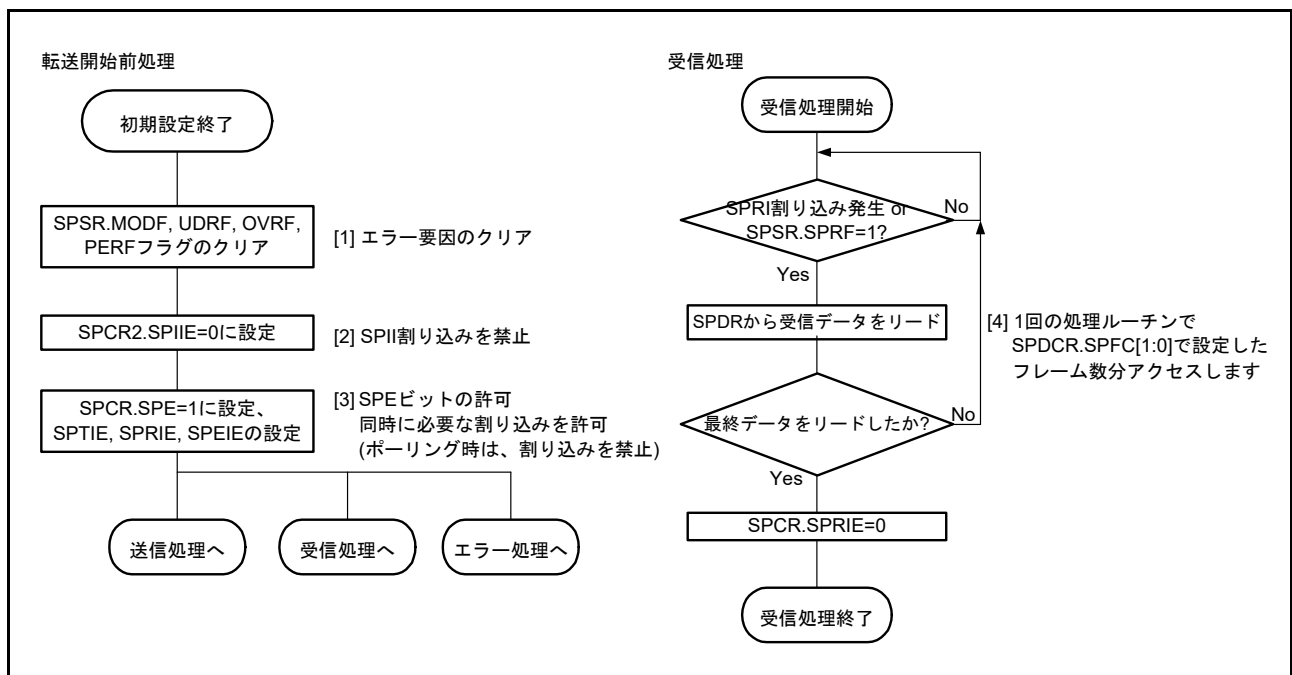 転送開始前処理
初期設定終了
SPSR.MODF, UDRF, OVRF,
PERFフラグのクリア
[1] エラー要因のクリア
SPCR2.SPIIE=0に設定
[2] SPII割り込みを禁止
SPCR.SPE=1に設定、
SPTIE, SPRIE, SPEIEの設定
[3] SPEビットの許可
同時に必要な割り込みを許可
(ポーリング時は、割り込みを禁止)
送信処理へ
受信処理へ
エラー処理へ
受信処理
受信処理開始
SPRI割り込み発生 or
SPSR.SPRF=1?
No
Yes
SPDRから受信データをリード
[4] 1回の処理ルーチンで
SPDCR.SPFC[1:0]で設定した
フレーム数分アクセスします
最終データをリードしたか?
No
Yes
SPCR.SPRIE=0
受信処理終了